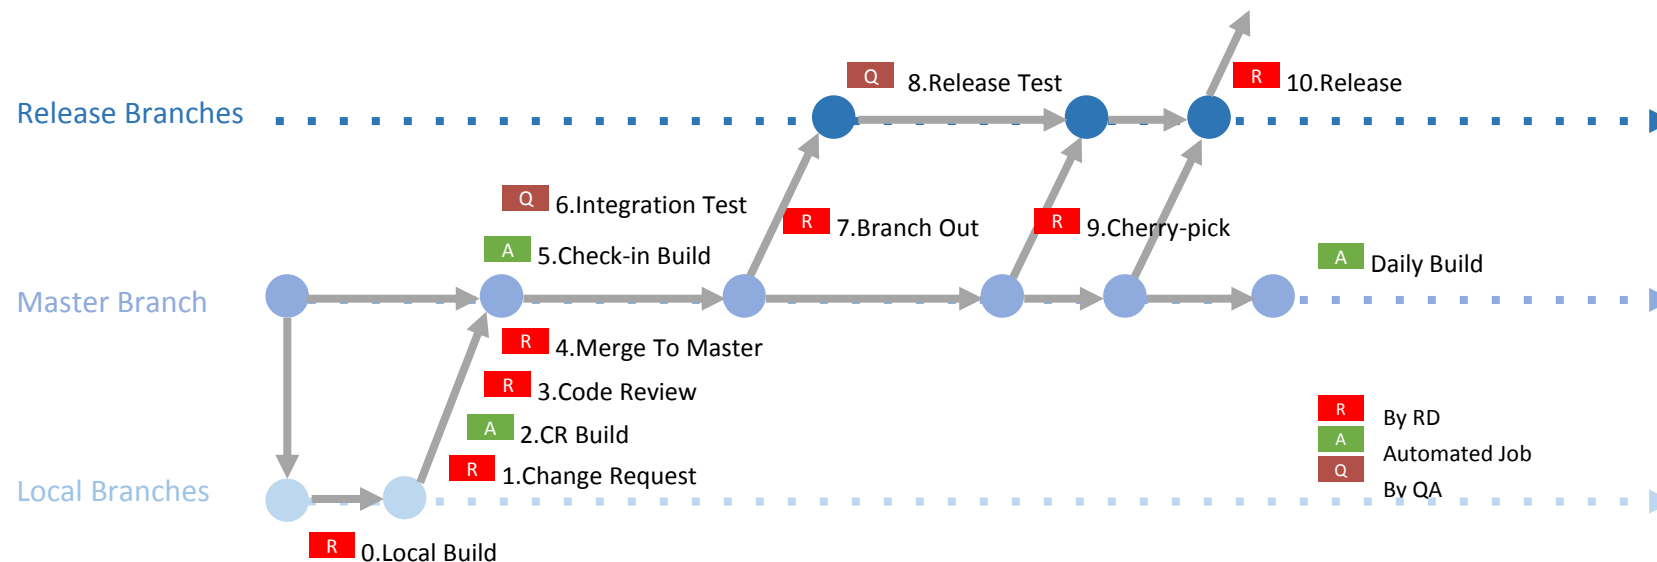 Q 8.Release Test
R 10.Release
Release Branches
Q 6.Integration Test
R 7.Branch Out
R 9.Cherry-pick
A 5.Check-in Build
A Daily Build
Master Branch
R 4.Merge To Master
R 3.Code Review
A 2.CR Build
R 1.Change Request
R By RD
A Automated Job
Q By QA
Local Branches
R 0.Local Build